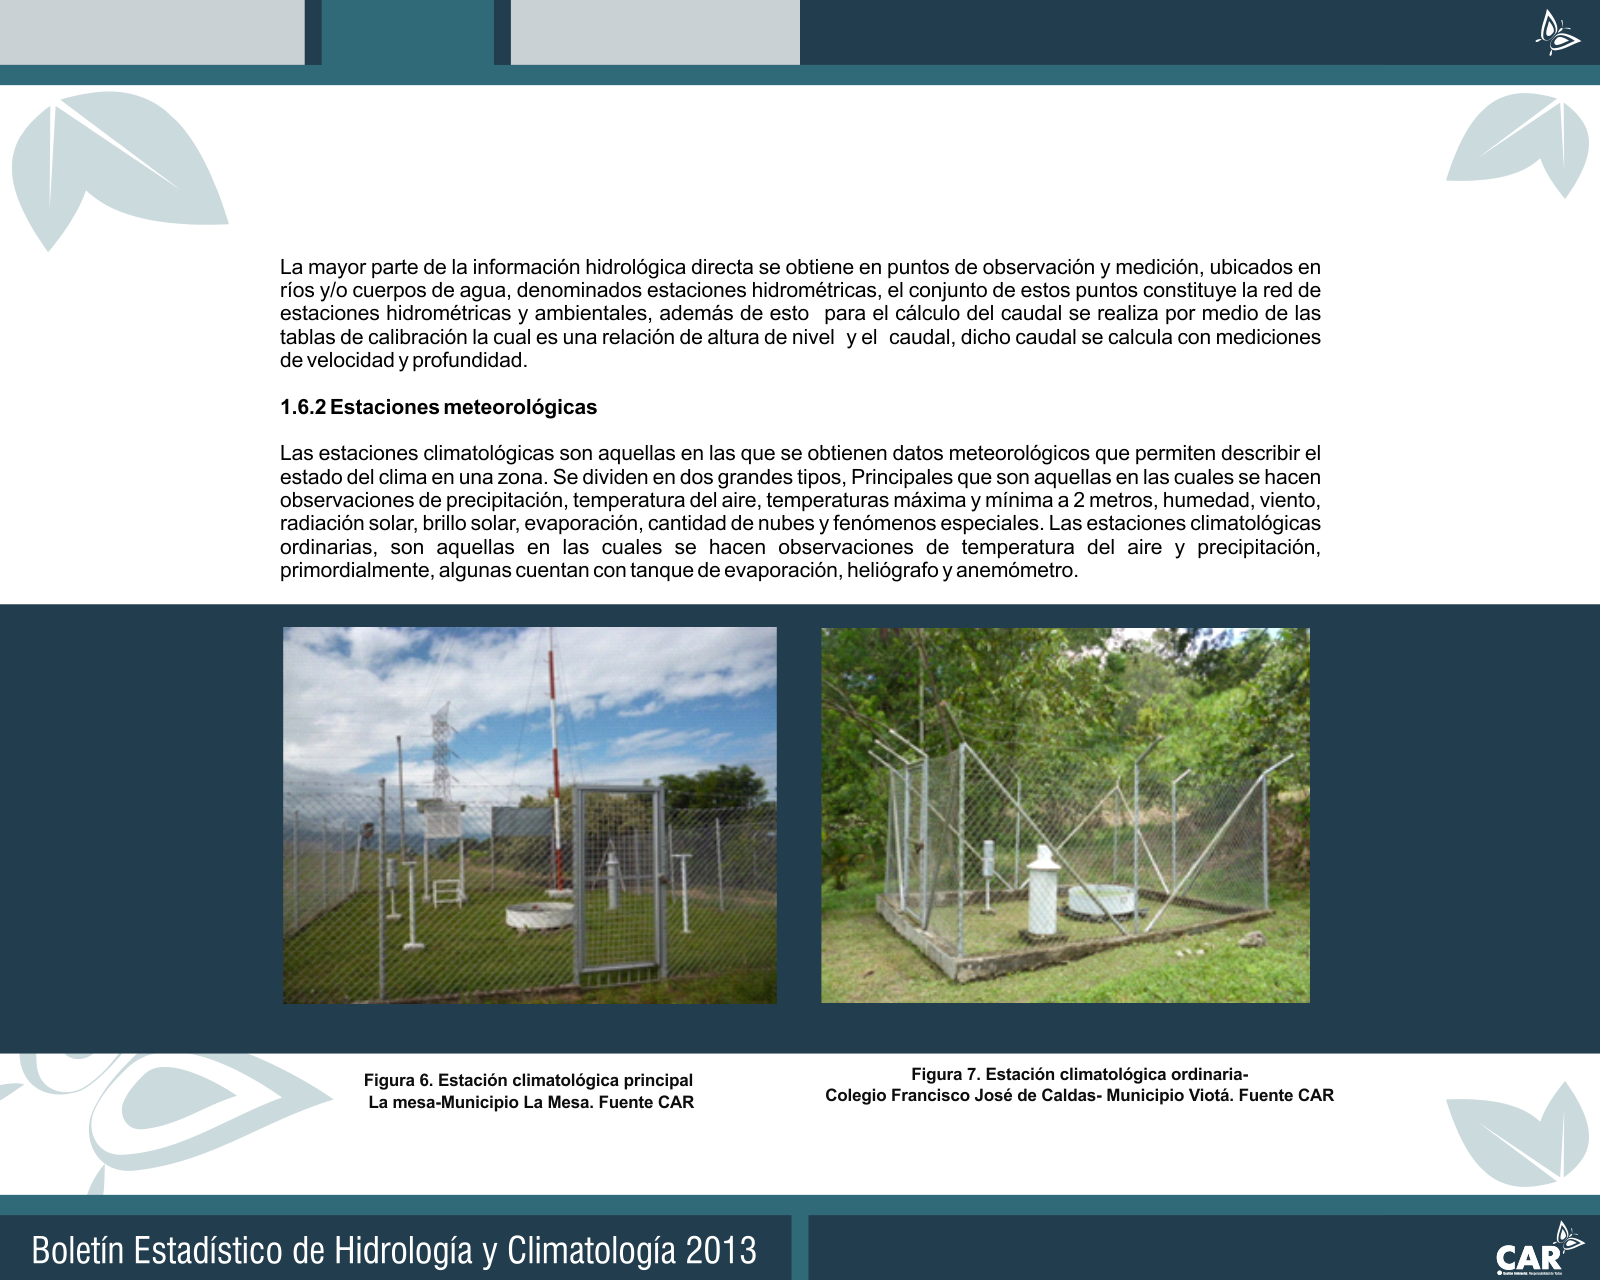 La mayor parte de la información hidrológica directa se obtiene en puntos de observación y medición, ubicados en
ríos y/o cuerpos de agua, denominados estaciones hidrométricas, el conjunto de estos puntos constituye la red de
estaciones hidrométricas y ambientales, además de esto para el cálculo del caudal se realiza por medio de las
tablas de calibración la cual es una relación de altura de nivel y el caudal, dicho caudal se calcula con mediciones
de velocidad y profundidad.
1.6.2 Estaciones meteorológicas
Las estaciones climatológicas son aquellas en las que se obtienen datos meteorológicos que permiten describir el
estado del clima en una zona. Se dividen en dos grandes tipos, Principales que son aquellas en las cuales se hacen
observaciones de precipitación, temperatura del aire, temperaturas máxima y mínima a 2 metros, humedad, viento,
radiación solar, brillo solar, evaporación, cantidad de nubes y fenómenos especiales. Las estaciones climatológicas
ordinarias, son aquellas en las cuales se hacen observaciones de temperatura del aire y precipitación,
primordialmente, algunas cuentan con tanque de evaporación, heliógrafo y anemómetro.
Figura 6. Estación climatológica principal
La mesa-Municipio La Mesa. Fuente CAR
Figura 7. Estación climatológica ordinaria-
Colegio Francisco José de Caldas- Municipio Viotá. Fuente CAR
Boletín Estadístico de Hidrología y Climatología 2013
CAR